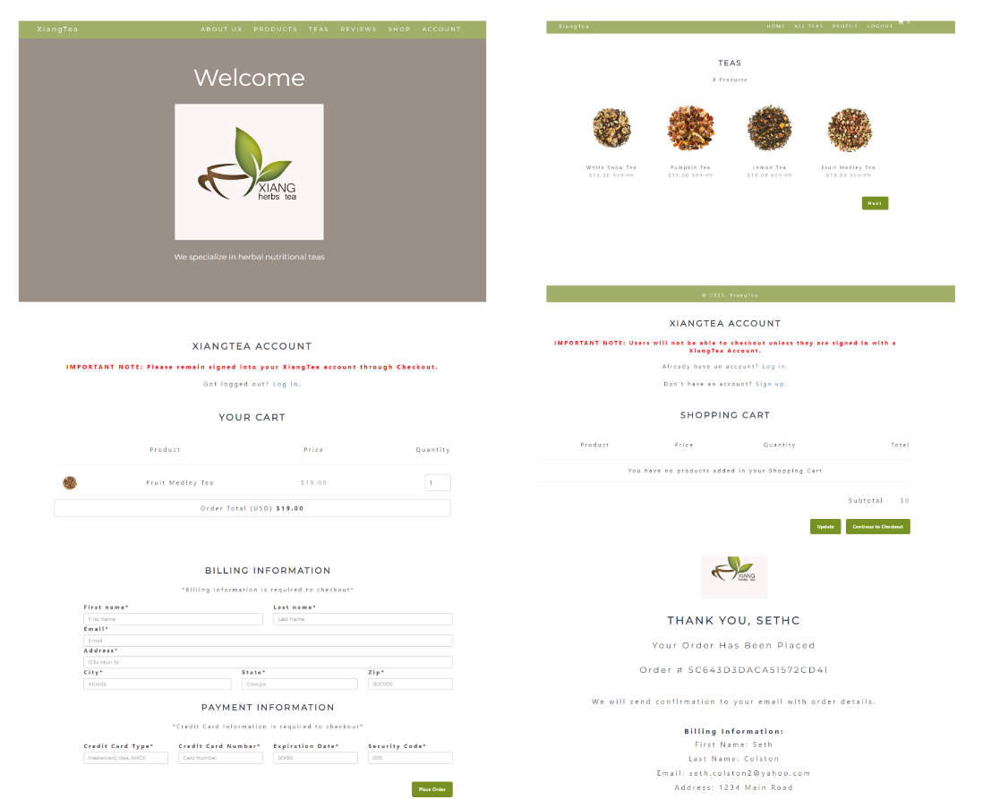 XiangTea
ABOUT US PRODUCTS TEAS REVIEWS SHOP ACCOUNT
Welcome
XIANG
herbs tea
We specialize in herbal nutritional teas
XiangTea
HOME ALL TEAS PROFILE LOGOUT
TEAS
8 Products
White Snow Tea Pumpkin Tea Lemon Tea Fruit Medley Tea
$19.00 $19.00 $19.00 $19.00
Next
© 2023, XiangTea
XIANGTEA ACCOUNT
IMPORTANT NOTE: Please remain signed into your XiangTea account through Checkout.
Got logged out? Log in.
YOUR CART
Product Price Quantity
Fruit Medley Tea $19.00 1
Order Total (USD) $19.00
XIANGTEA ACCOUNT
IMPORTANT NOTE: Users will not be able to checkout unless they are signed in with a
XiangTea Account.
Already have an account? Log in.
Don't have an account? Sign up.
SHOPPING CART
Product Price Quantity Total
You have no products added in your Shopping Cart
Subtotal $0
Update Continue to Checkout
BILLING INFORMATION
*Billing Information is required to checkout*
First name* Last name*
First Name Last Name
Email*
Email
Address*
1234 Main St
City* State* Zip*
Atlanta Georgia 000000
PAYMENT INFORMATION
*Credit Card Information is required to checkout*
Credit Card Type* Credit Card Number* Expiration Date* Security Code*
Mastercard, Visa, AMEX Card Number 00/00 000
Place Order
XIANG
herbs tea
THANK YOU, SETHC
Your Order Has Been Placed
Order # SC643D3DACA51572CD41
We will send confirmation to your email with order details.
Billing Information:
First Name: Seth
Last Name: Colston
Email: seth.colston2@yahoo.com
Address: 1234 Main Road